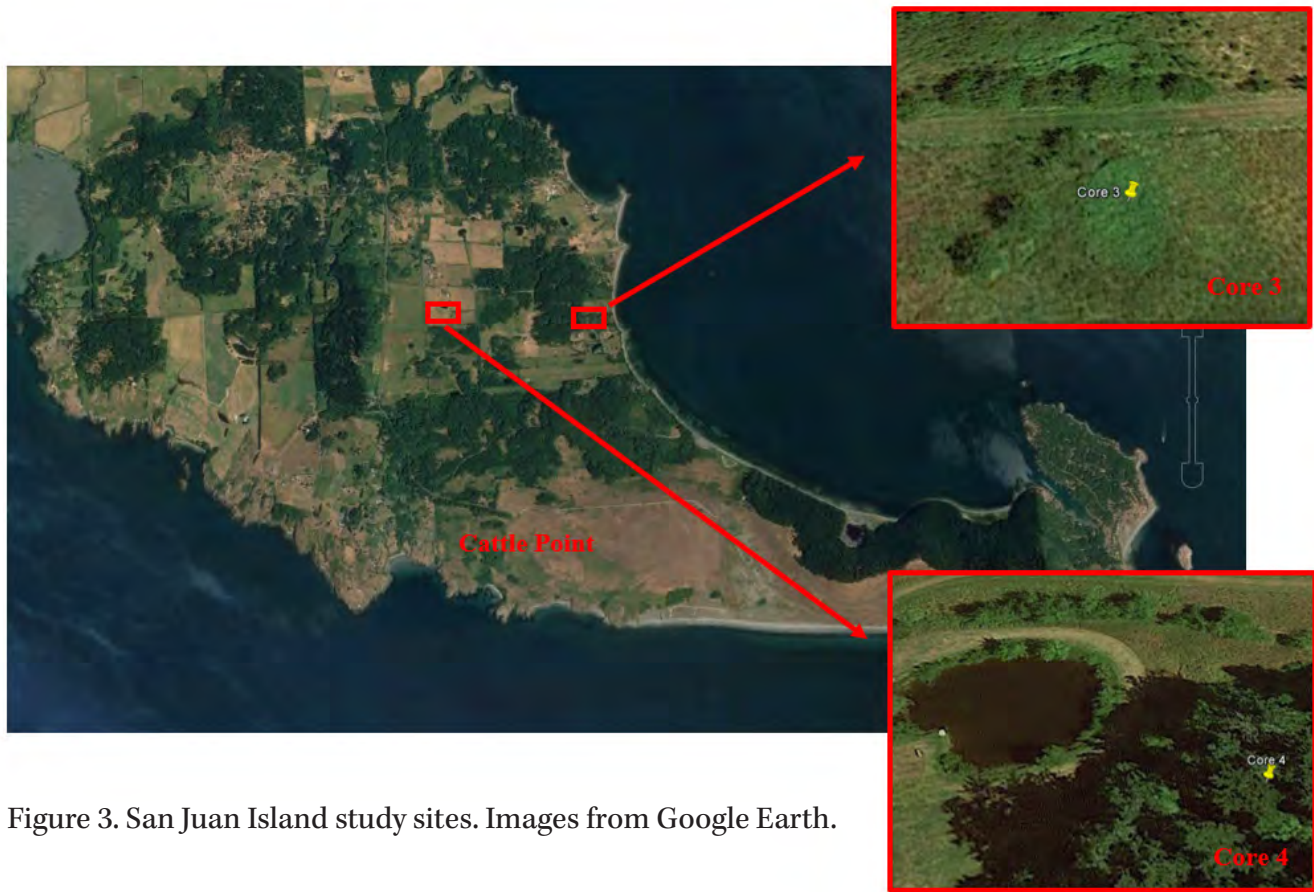 Core 3
Core 3
Cattle Point
Core 4
Core 4
Figure 3. San Juan Island study sites. Images from Google Earth.